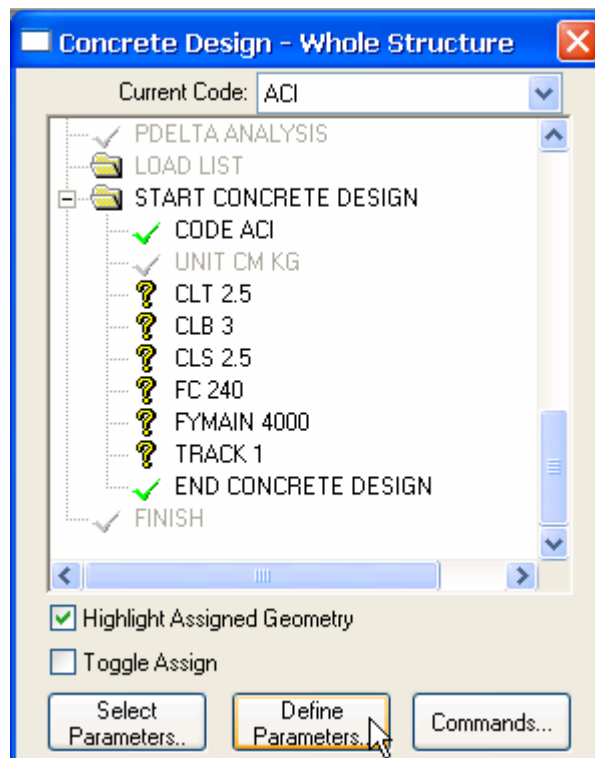 Concrete Design - Whole Structure
Current Code: ACI
PDELTA ANALYSIS
LOAD LIST
START CONCRETE DESIGN
CODE ACI
UNIT CM KG
CLT 2.5
CLB 3
CLS 2.5
FC 240
FYMAIN 4000
TRACK 1
END CONCRETE DESIGN
FINISH
Highlight Assigned Geometry
Toggle Assign
Select Define Commands...
Parameters.. Parameters..